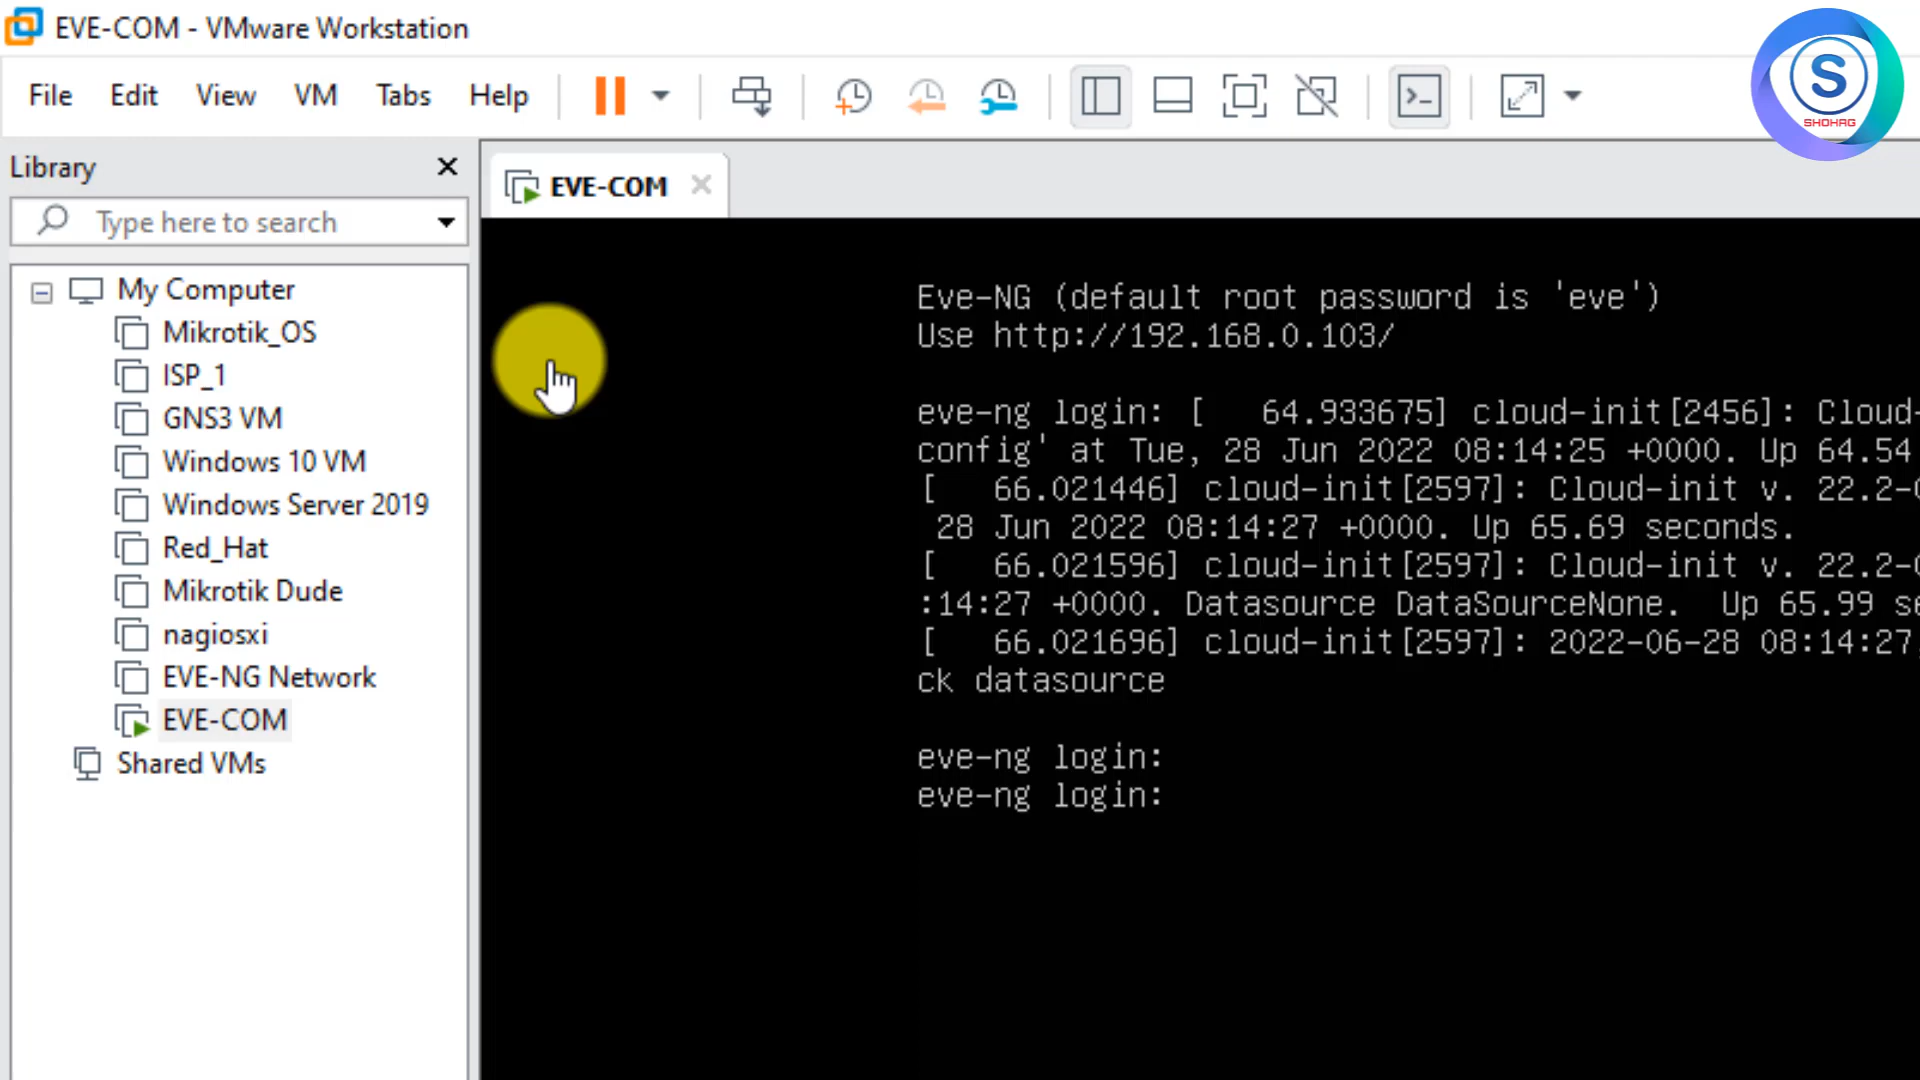 EVE-COM - VMware Workstation
File Edit View VM Tabs Help
S
SHOHAG
Library
EVE-COM
Type here to search
My Computer
Mikrotik_OS
ISP_1
GNS3 VM
Windows 10 VM
Windows Server 2019
Red_Hat
Mikrotik Dude
nagiosxi
EVE-NG Network
EVE-COM
Shared VMs
Eve-NG (default root password is 'eve')
Use http://192.168.0.103/
eve-ng login: [   64.933675] cloud-init[2456]: Cloud-
config' at Tue, 28 Jun 2022 08:14:25 +0000. Up 64.54
[   66.021446] cloud-init[2597]: Cloud-init v. 22.2-
28 Jun 2022 08:14:27 +0000. Up 65.69 seconds.
[   66.021596] cloud-init[2597]: Cloud-init v. 22.2-
:14:27 +0000. Datasource DataSourceNone.  Up 65.99 se
[   66.021696] cloud-init[2597]: 2022-06-28 08:14:27,
ck datasource
eve-ng login:
eve-ng login: